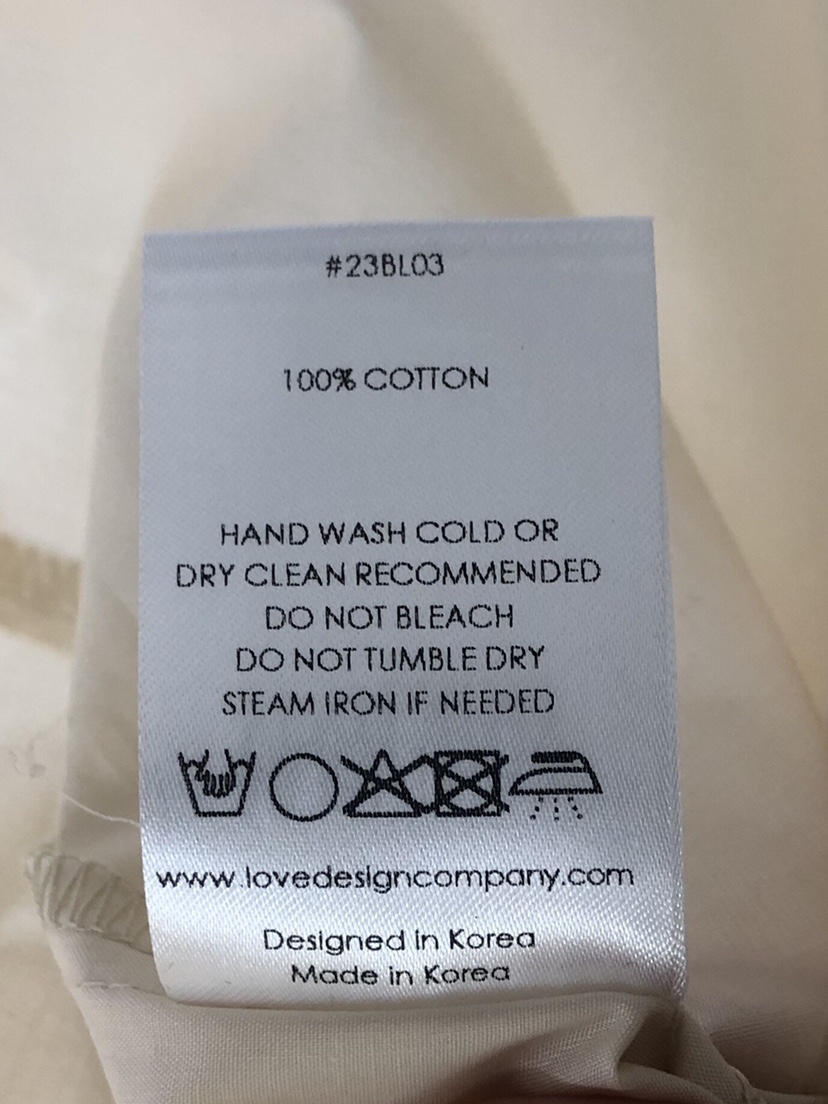 #23BL03
100% COTTON
HAND WASH COLD OR
DRY CLEAN RECOMMENDED
DO NOT BLEACH
DO NOT TUMBLE DRY
STEAM IRON IF NEEDED
www.lovedesigncompany.com
Designed in Korea
Made in Korea